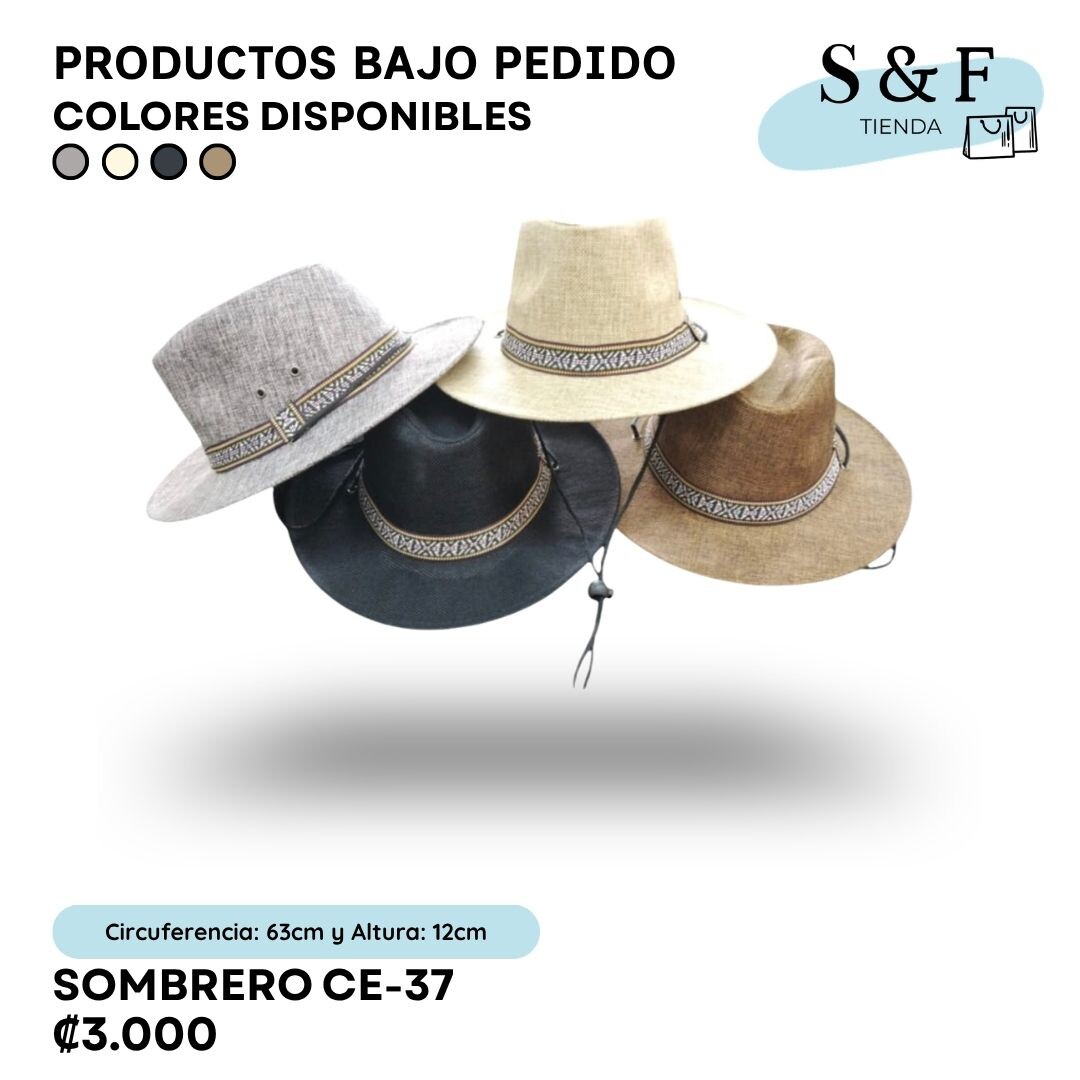 PRODUCTOS BAJO PEDIDO
COLORES DISPONIBLES
S & F
TIENDA
Circuferencia: 63cm y Altura: 12cm
SOMBRERO CE-37
₡3.000